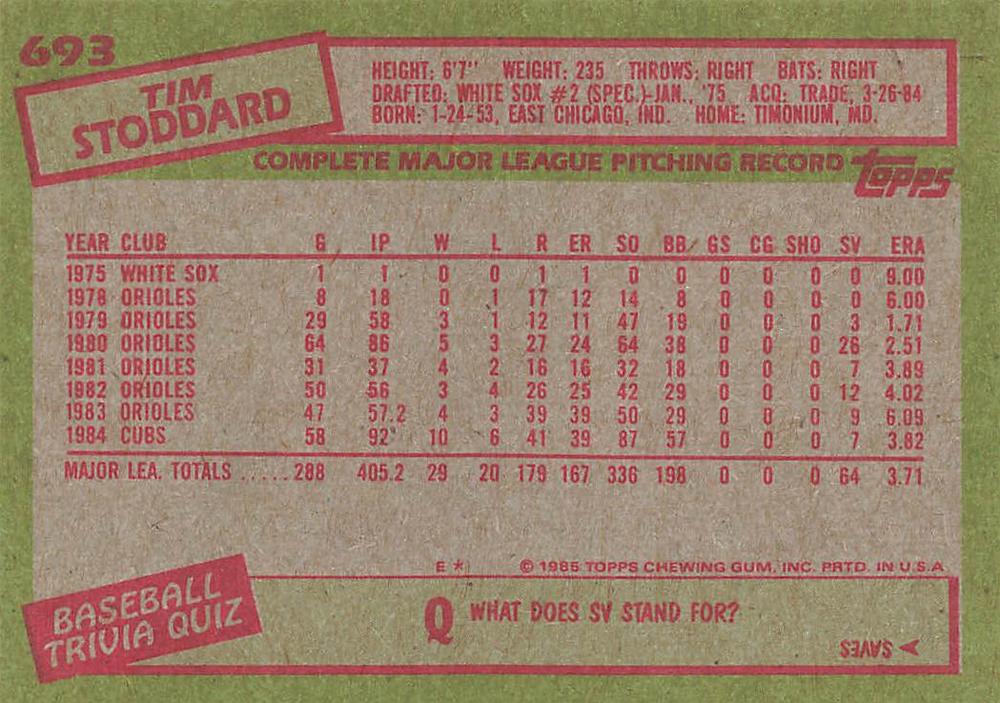 693
TIM
STODDARD
HEIGHT: 6'7" WEIGHT: 235 THROWS: RIGHT BATS: RIGHT
DRAFTED: WHITE SOX #2 (SPEC.)-JAN., '75 ACQ: TRADE, 3-26-84
BORN: 1-24-53, EAST CHICAGO, IND. HOME: TIMONIUM, MD.
COMPLETE MAJOR LEAGUE PITCHING RECORD topps
YEAR CLUB G IP W L R ER SO BB GS CG SHO SV ERA
1975 WHITE SOX 1 1 0 0 1 1 0 0 0 0 0 0 9.00
1978 ORIOLES 8 18 0 1 17 12 14 8 0 0 0 0 6.00
1979 ORIOLES 29 58 3 1 12 11 47 19 0 0 0 3 1.71
1980 ORIOLES 64 86 5 3 27 24 64 38 0 0 0 26 2.51
1981 ORIOLES 31 37 4 2 16 16 32 18 0 0 0 7 3.89
1982 ORIOLES 50 56 3 4 26 25 42 29 0 0 0 12 4.02
1983 ORIOLES 47 57.2 4 3 39 39 50 29 0 0 0 9 6.09
1984 CUBS 58 92 10 6 41 39 87 57 0 0 0 7 3.82
MAJOR LEA. TOTALS .....288 405.2 29 20 179 167 336 198 0 0 0 64 3.71
E * © 1985 TOPPS CHEWING GUM, INC. PRTD. IN U.S.A
BASEBALL
TRIVIA QUIZ
Q WHAT DOES SV STAND FOR?
SAVES